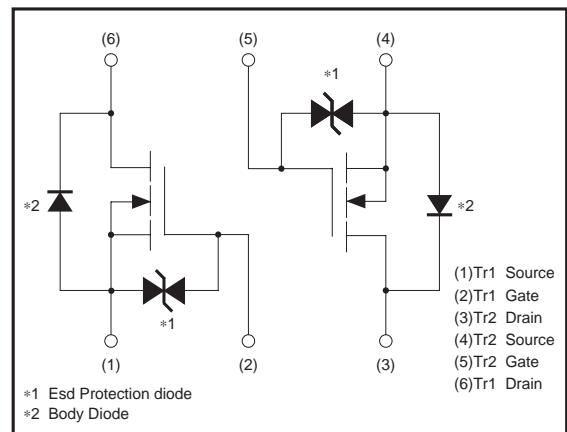 (6) (5) (4)
∗1
∗2 ∗2
∗1
(1) (2) (3)
(1)Tr1 Source
(2)Tr1 Gate
(3)Tr2 Drain
(4)Tr2 Source
(5)Tr2 Gate
(6)Tr1 Drain
∗1 Esd Protection diode
∗2 Body Diode